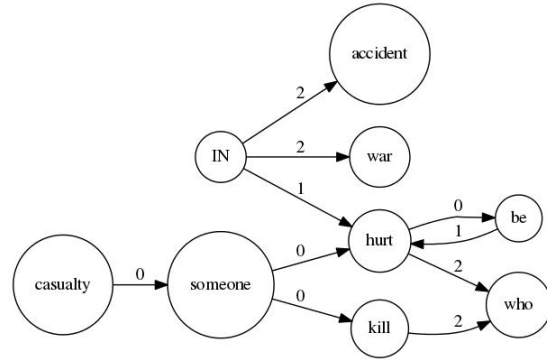 accident
2
IN
2
war
1
hurt
0
be
1
casualty
0
someone
0
2
who
0
kill
2